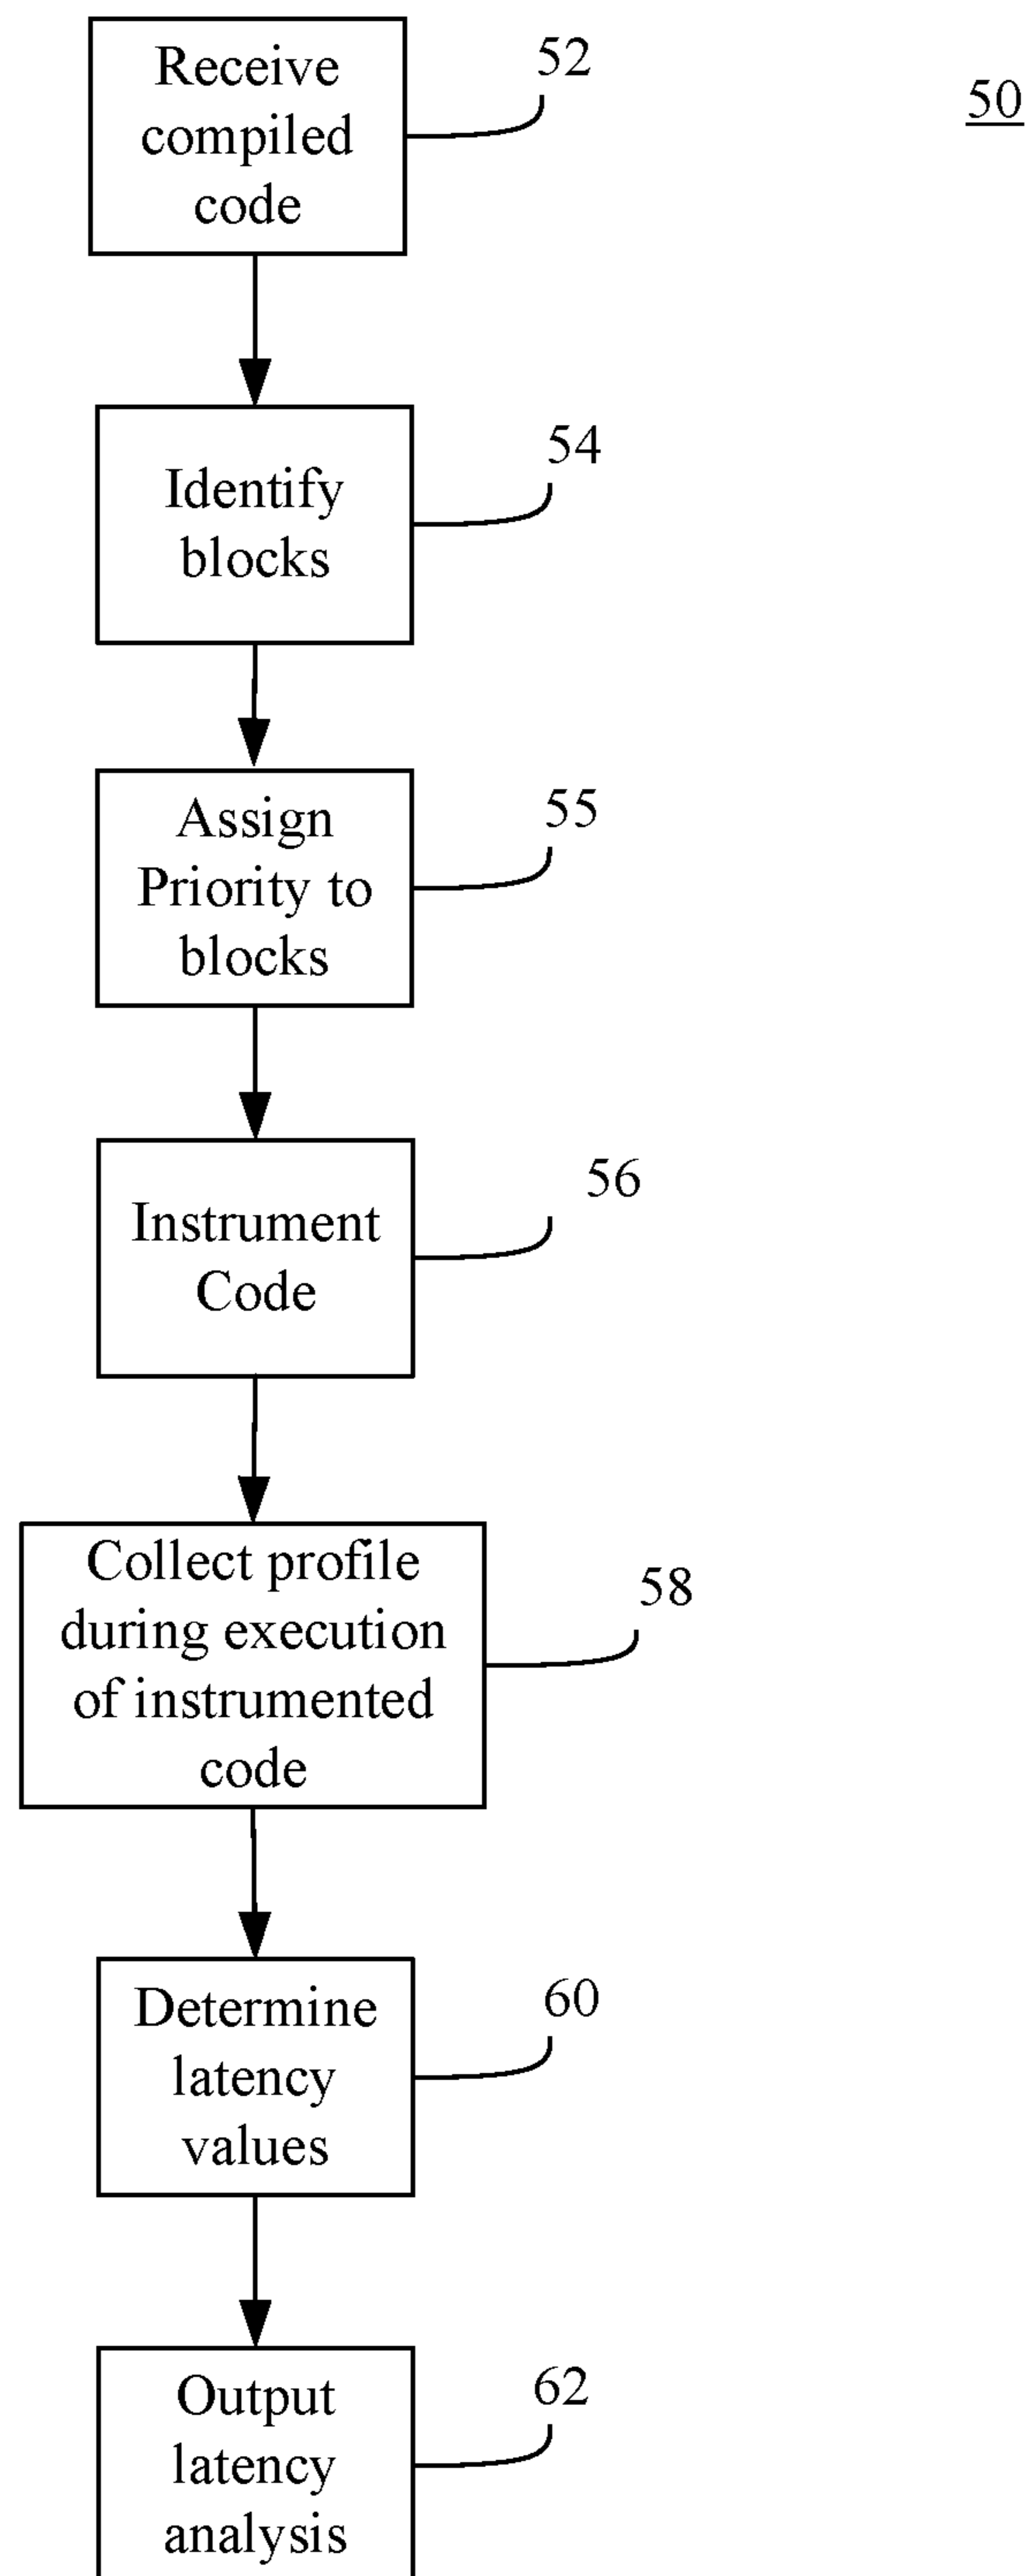 Receive
compiled
code
52
50
Identify
blocks
54
Assign
Priority to
blocks
55
Instrument
Code
56
Collect profile
during execution
of instrumented
code
58
Determine
latency
values
60
Output
latency
analysis
62